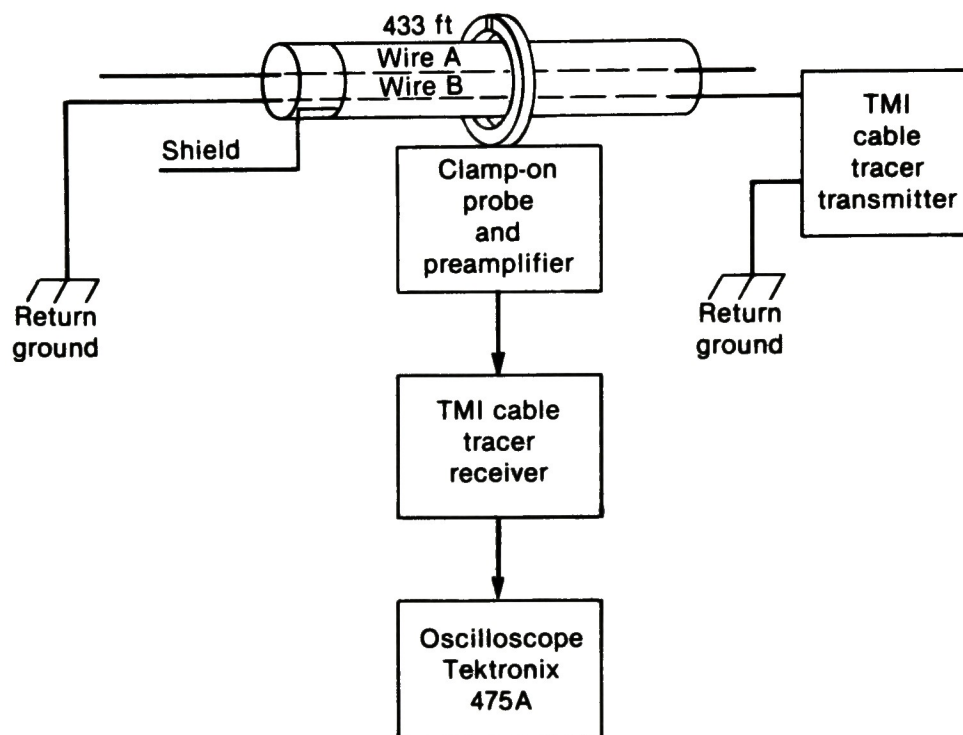 433 ft
Wire A
Wire B
Shield
TMI
cable
tracer
transmitter
Clamp-on
probe
and
preamplifier
Return
ground
Return
ground
TMI cable
tracer
receiver
Oscilloscope
Tektronix
475A